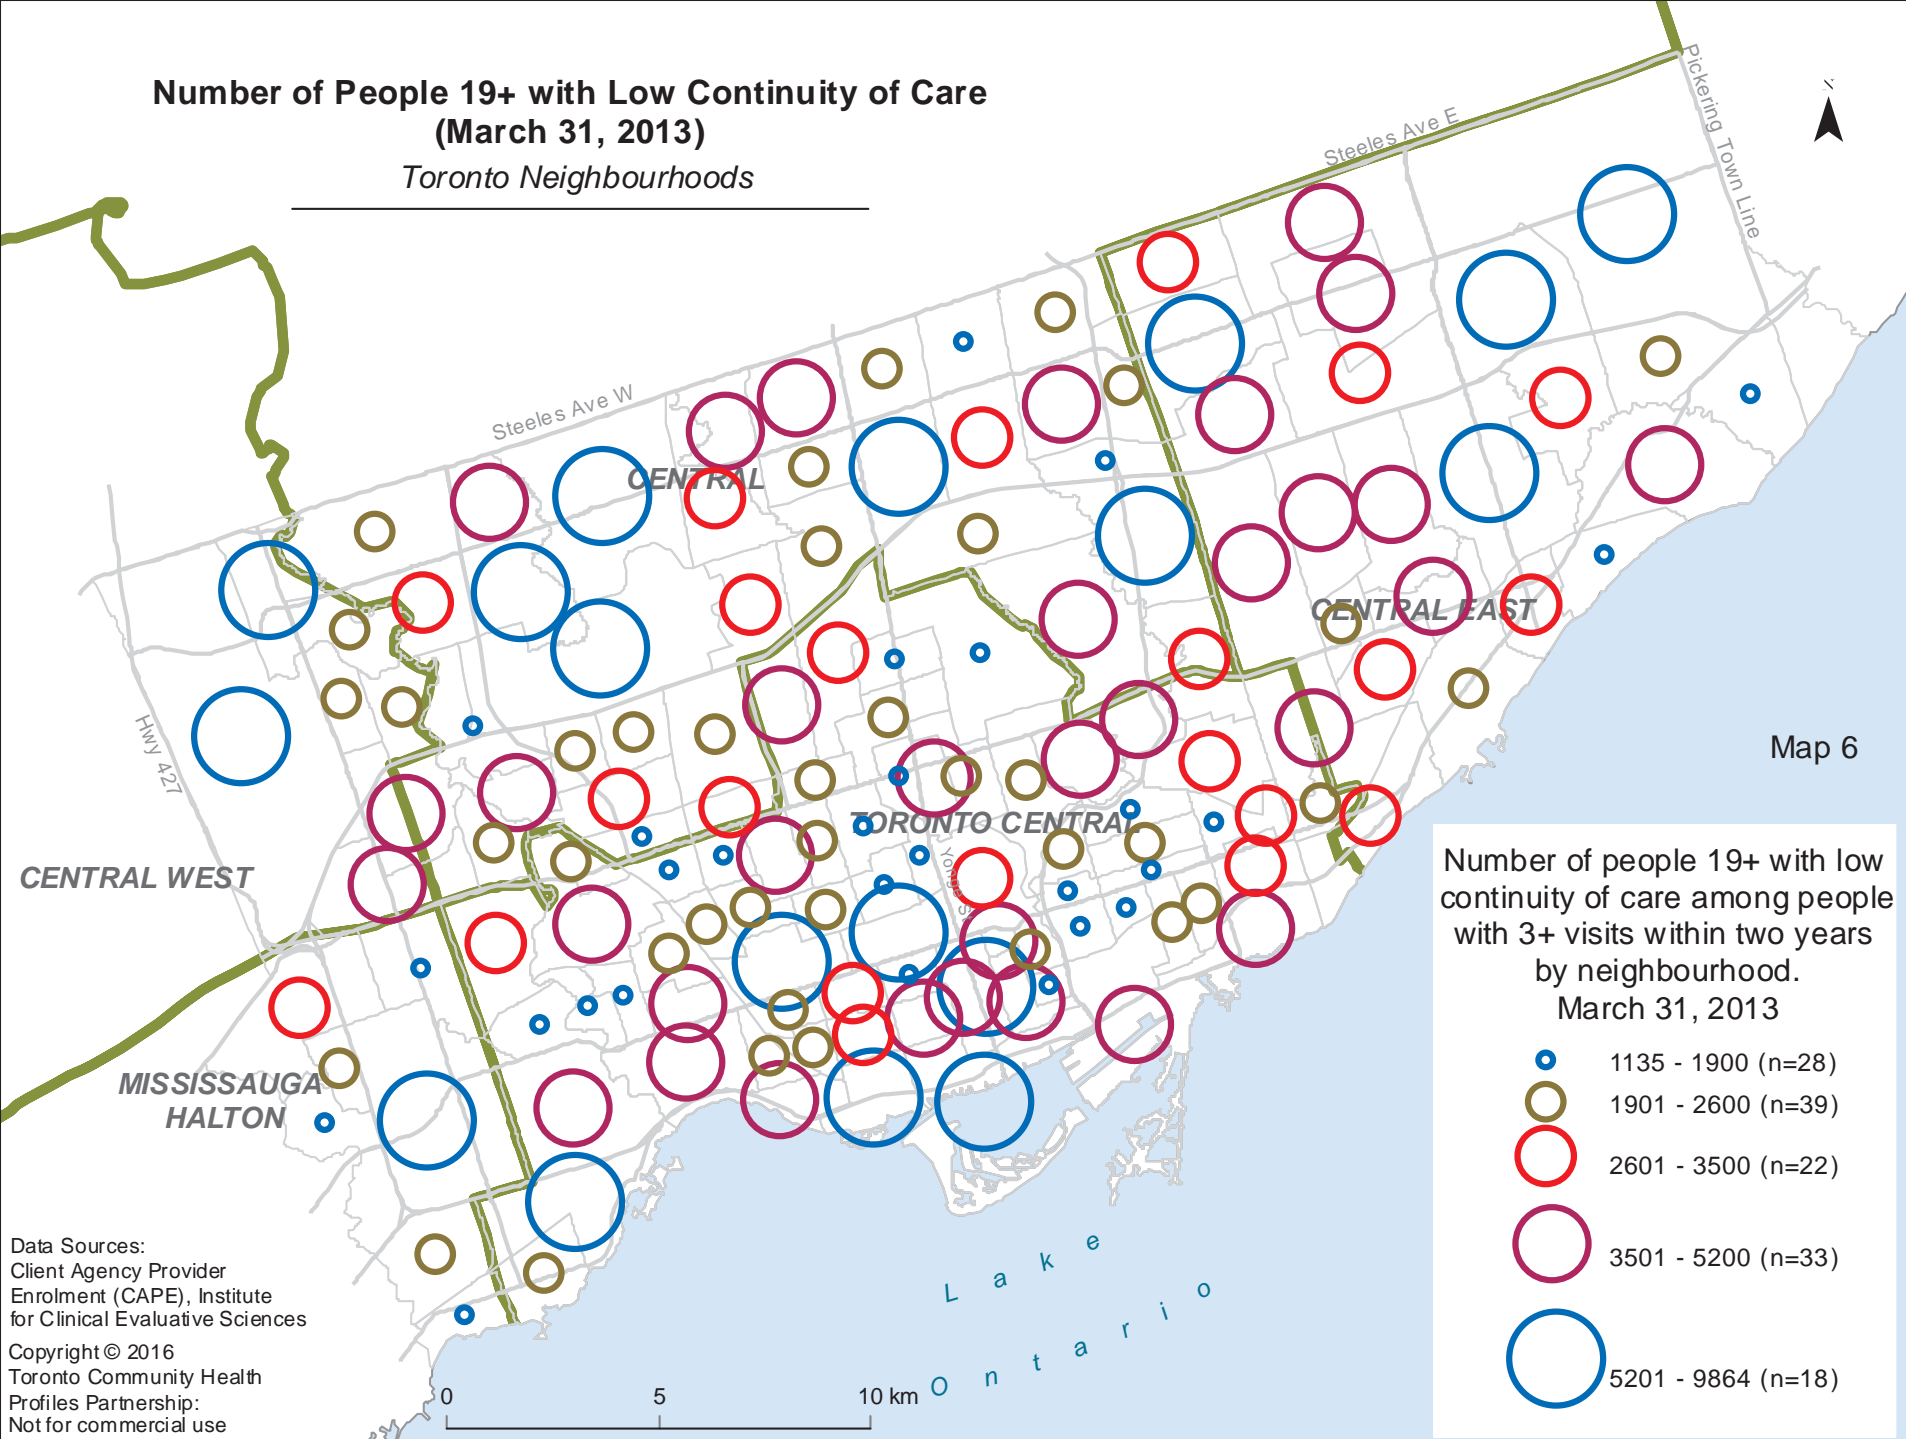 Number of People 19+ with Low Continuity of Care
(March 31, 2013)
Toronto Neighbourhoods
N
Steeles Ave E
Pickering Town Line
Steeles Ave W
CENTRAL
CENTRAL EAST
Hwy 427
Map 6
TORONTO CENTRAL
Yonge St
CENTRAL WEST
MISSISSAUGA
HALTON
Number of people 19+ with low
continuity of care among people
with 3+ visits within two years
by neighbourhood.
March 31, 2013
1135 - 1900 (n=28)
1901 - 2600 (n=39)
2601 - 3500 (n=22)
3501 - 5200 (n=33)
5201 - 9864 (n=18)
Lake
Ontario
Data Sources:
Client Agency Provider
Enrolment (CAPE), Institute
for Clinical Evaluative Sciences
Copyright © 2016
Toronto Community Health
Profiles Partnership:
Not for commercial use
0 5 10 km